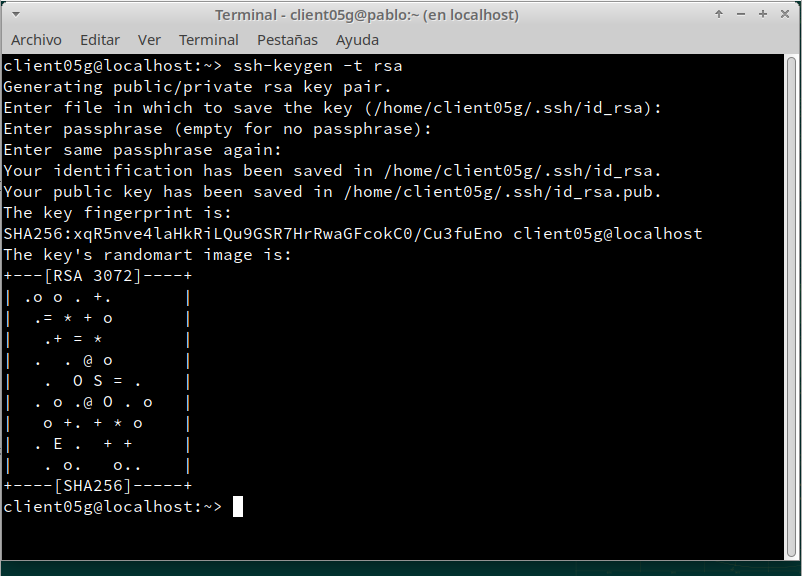 Terminal - client05g@pablo:~ (en localhost)
Archivo Editar Ver Terminal Pestañas Ayuda
client05g@localhost:~> ssh-keygen -t rsa
Generating public/private rsa key pair.
Enter file in which to save the key (/home/client05g/.ssh/id_rsa):
Enter passphrase (empty for no passphrase):
Enter same passphrase again:
Your identification has been saved in /home/client05g/.ssh/id_rsa.
Your public key has been saved in /home/client05g/.ssh/id_rsa.pub.
The key fingerprint is:
SHA256:xqR5nve4laHkRiLQu9GSR7HrRwaGFcokC0/Cu3fuEno client05g@localhost
The key's randomart image is:
+---[RSA 3072]----+
| .o o . +.       |
|  .= * + o       |
|   .+ = *        |
|  .  . @ o       |
|   .  O S = .    |
|  . o .@ O . o   |
|   o +. + * o    |
|  . E .  + +     |
|   . o.   o..    |
+----[SHA256]-----+
client05g@localhost:~>